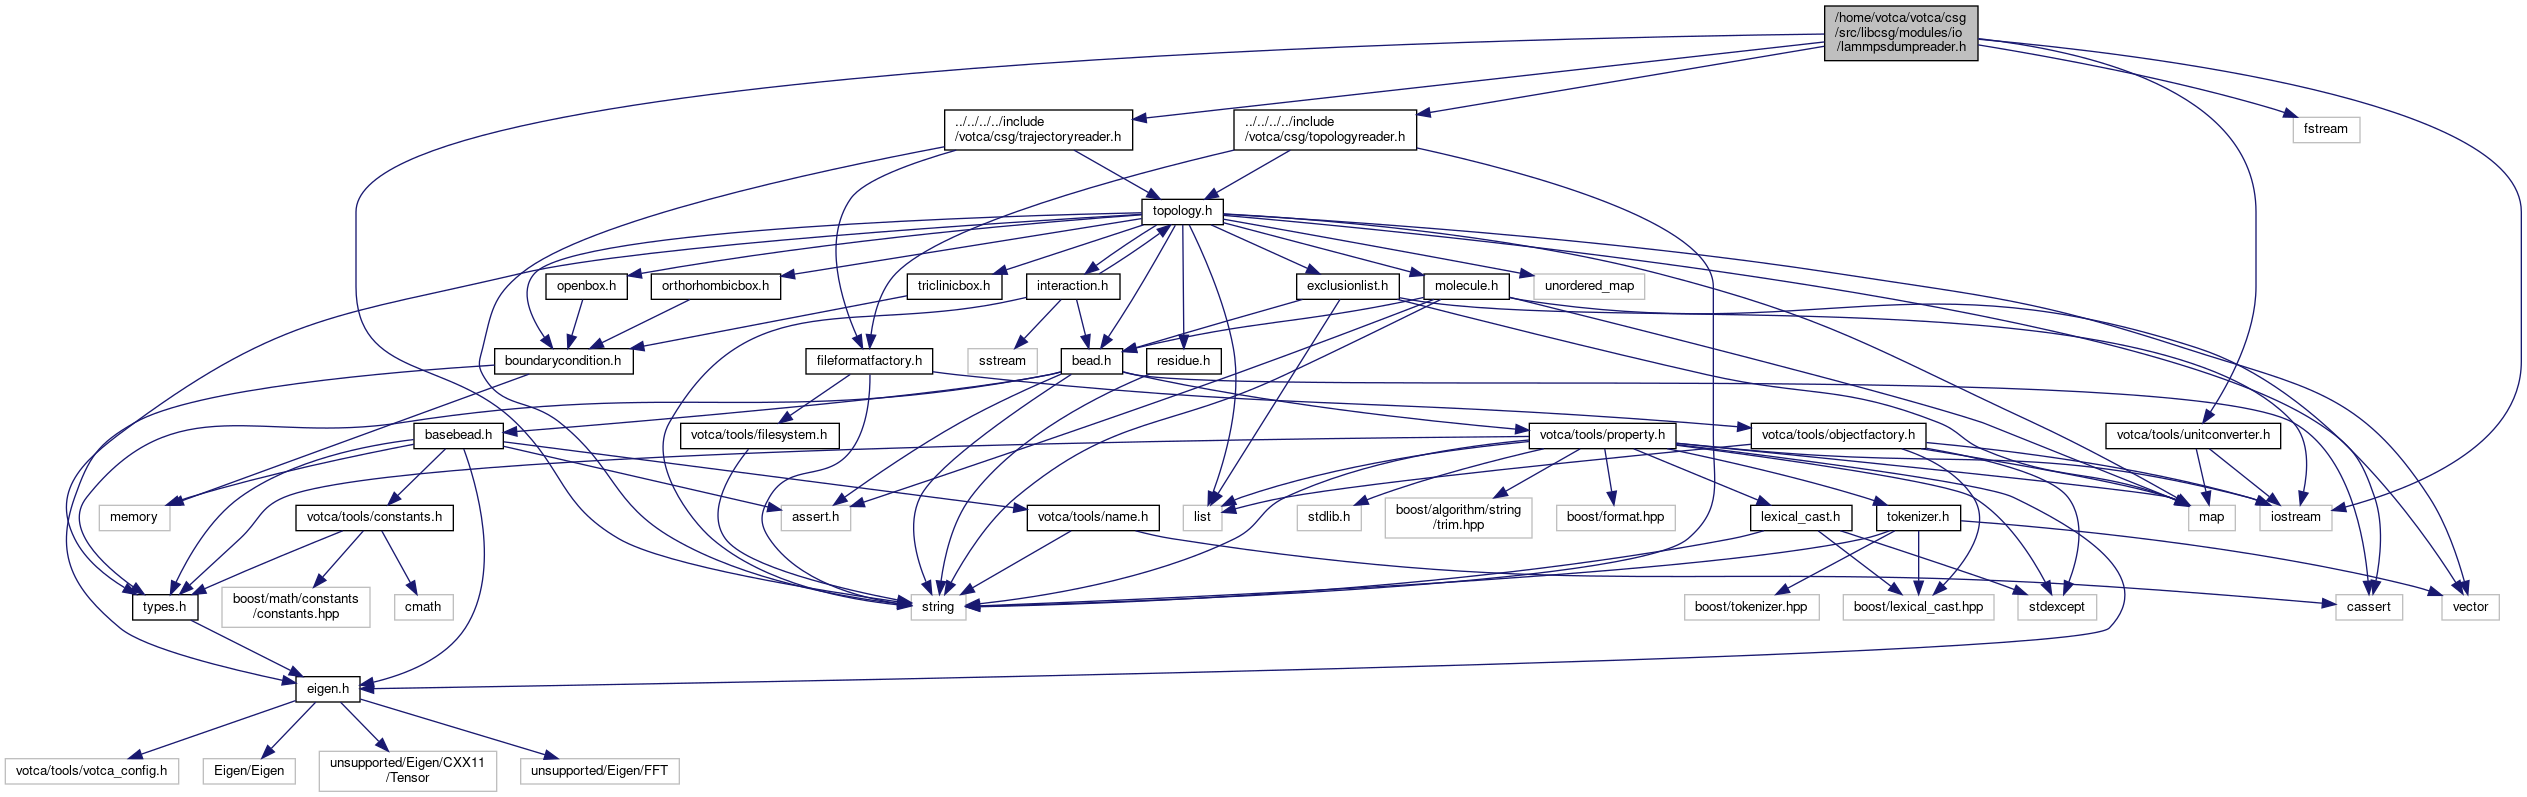 /home/votca/votca/csg
/src/libcsg/modules/io
/lammpsdumpreader.h
../../../../include
/votca/csg/trajectoryreader.h
../../../../include
/votca/csg/topologyreader.h
fstream
topology.h
openbox.h
orthorhombicbox.h
triclinicbox.h
interaction.h
exclusionlist.h
molecule.h
unordered_map
boundarycondition.h
fileformatfactory.h
sstream
bead.h
residue.h
basebead.h
votca/tools/filesystem.h
votca/tools/property.h
votca/tools/objectfactory.h
votca/tools/unitconverter.h
memory
votca/tools/constants.h
assert.h
votca/tools/name.h
list
stdlib.h
boost/algorithm/string
/trim.hpp
boost/format.hpp
lexical_cast.h
tokenizer.h
map
iostream
types.h
boost/math/constants
/constants.hpp
cmath
string
boost/tokenizer.hpp
boost/lexical_cast.hpp
stdexcept
cassert
vector
eigen.h
votca/tools/votca_config.h
Eigen/Eigen
unsupported/Eigen/CXX11
/Tensor
unsupported/Eigen/FFT